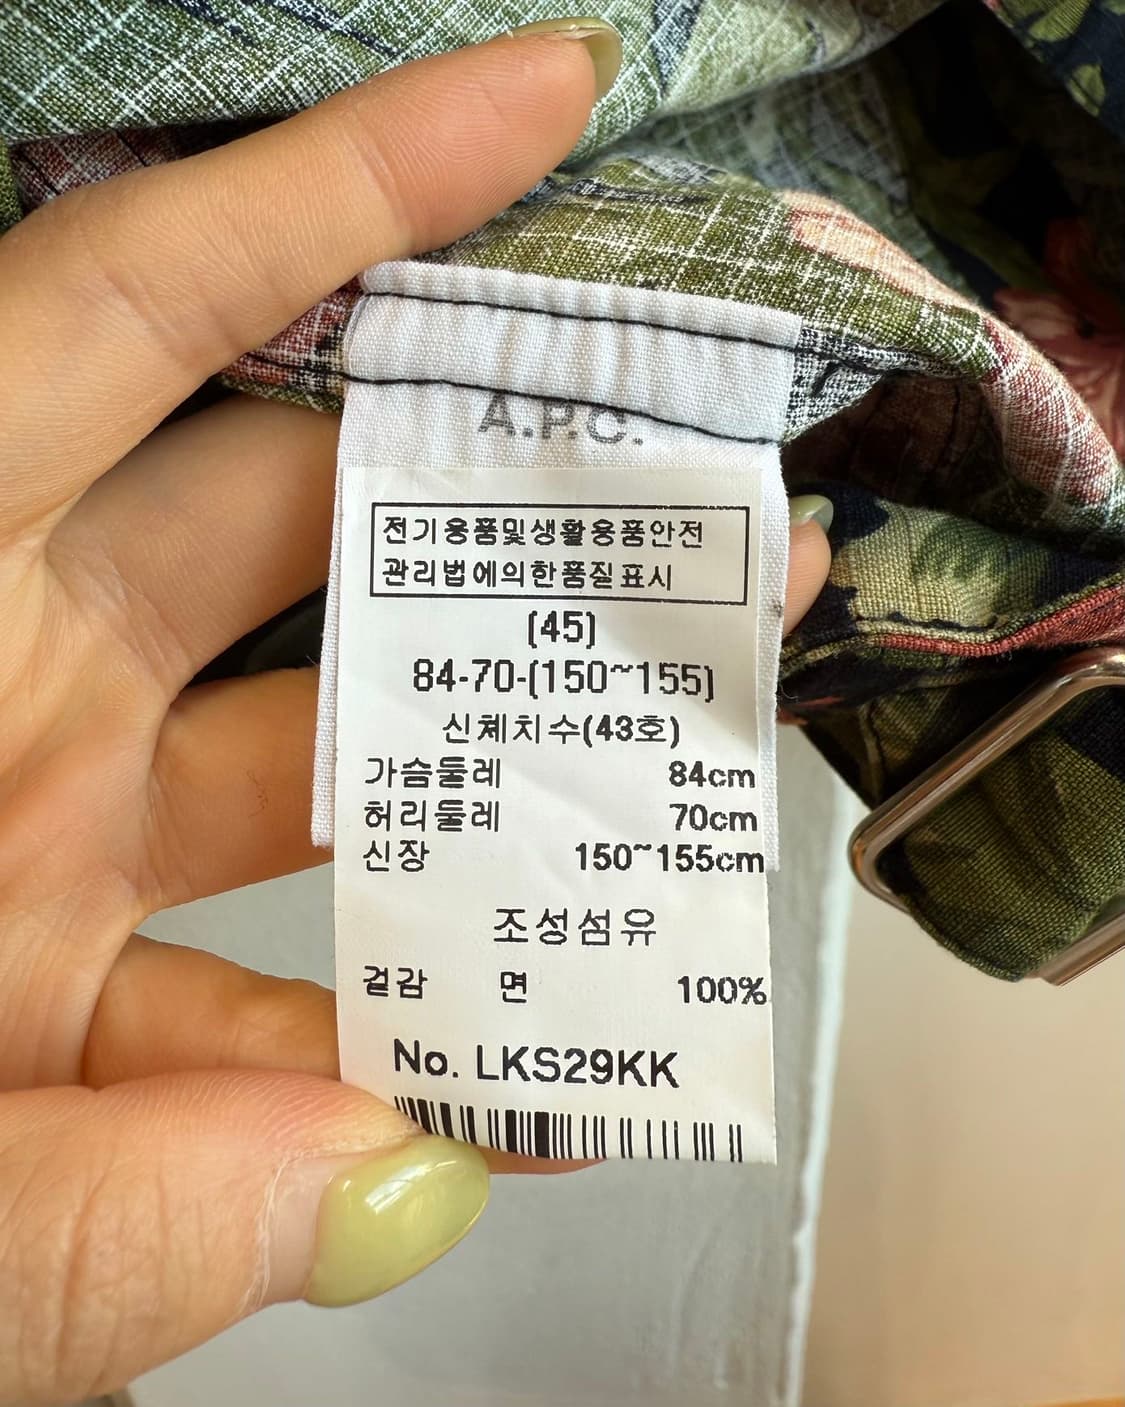 A.P.C.
전기용품및생활용품안전
관리법에의한품질표시
(45)
84-70-(150~155)
신체치수(43호)
가슴둘레 84cm
허리둘레 70cm
신장 150~155cm
조성섬유
겉감 면 100%
No. LKS29KK